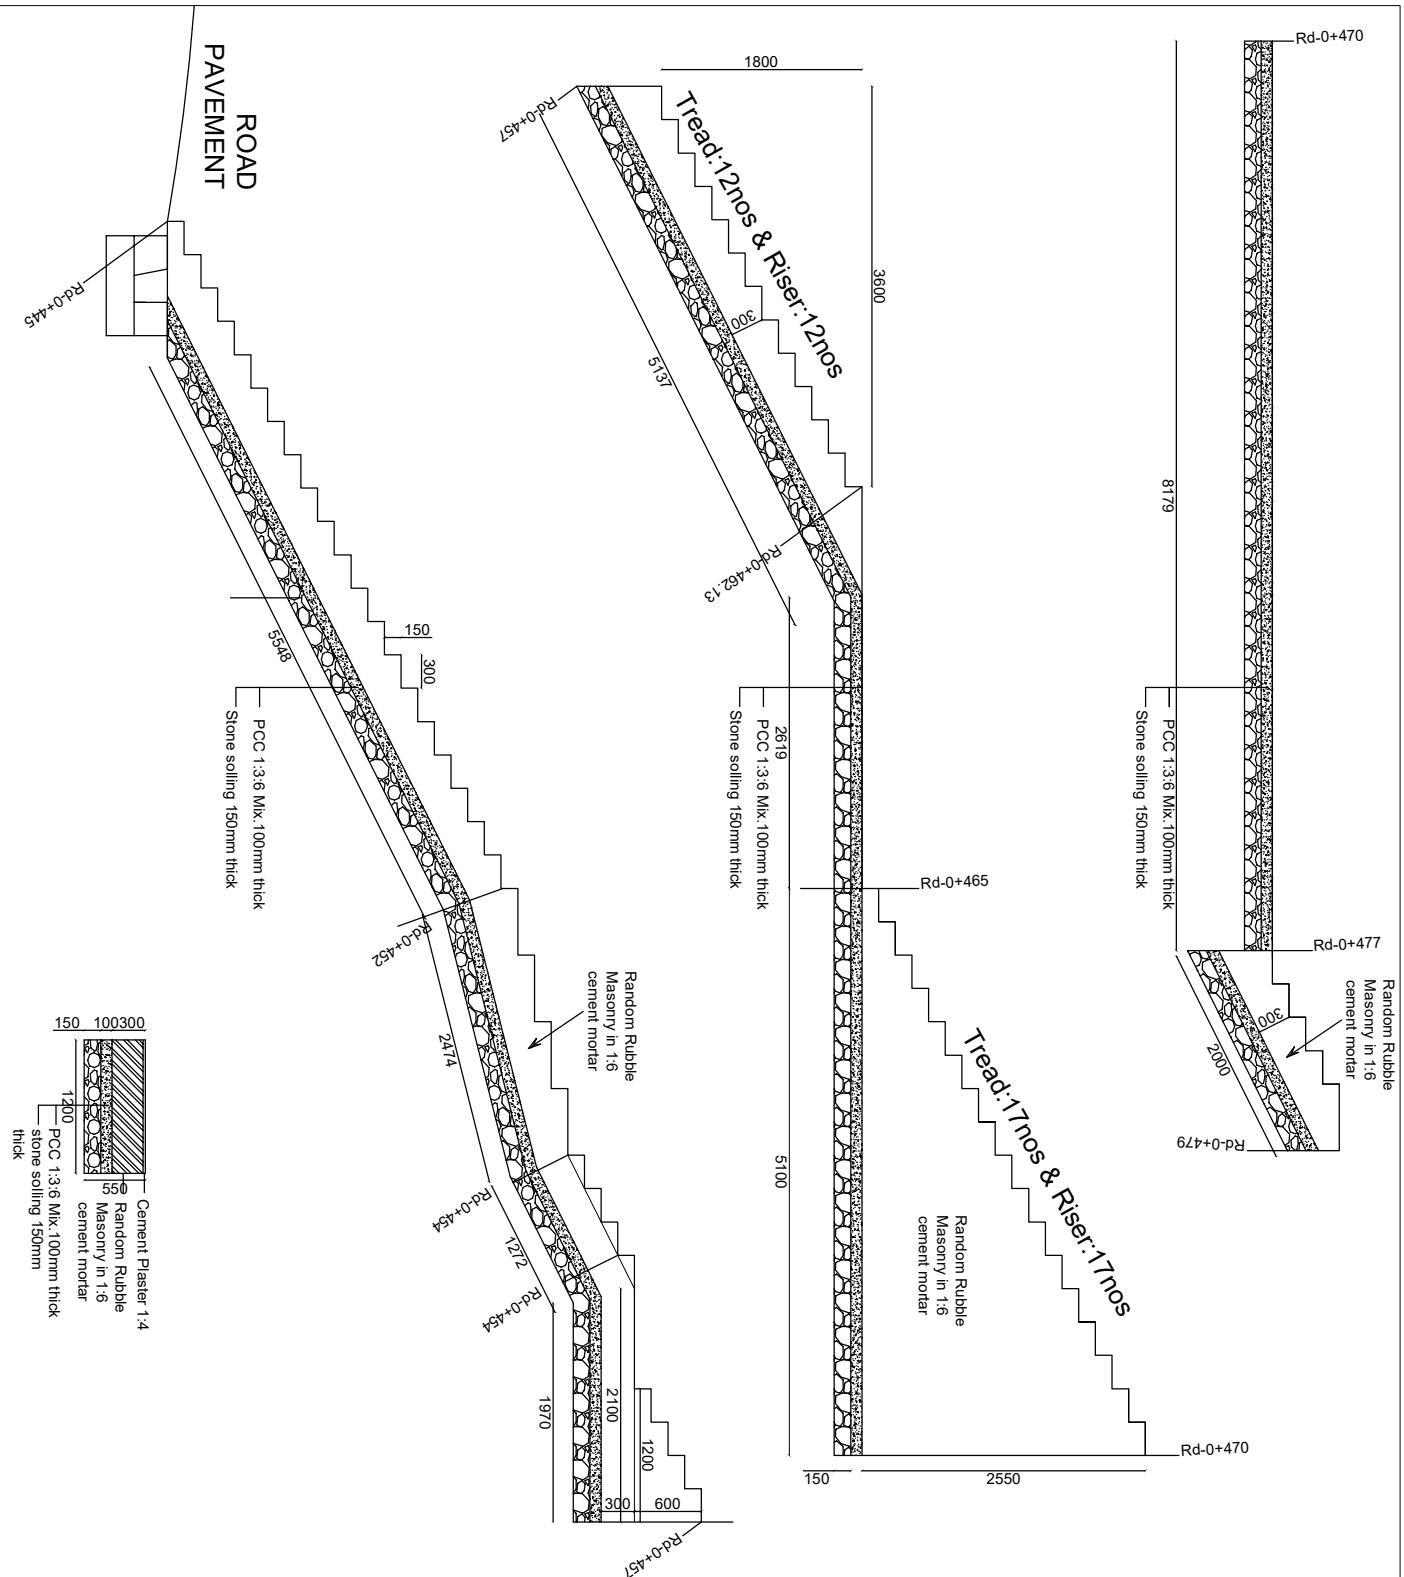 Rd-0+470
8179
PCC 1:3:6 Mix.100mm thick
Stone solling 150mm thick
Rd-0+477
Random Rubble
Masonry in 1:6
cement mortar
300
2000
Rd-0+479
1800
3600
Tread:12nos & Riser:12nos
300
Rd-0+457
5137
Rd-0+462.13
2619
PCC 1:3:6 Mix.100mm thick
Stone solling 150mm thick
Rd-0+465
5100
Tread:17nos & Riser:17nos
Random Rubble
Masonry in 1:6
cement mortar
Rd-0+470
150
2550
ROAD
PAVEMENT
Rd-0+445
5548
150
300
PCC 1:3:6 Mix.100mm thick
Stone solling 150mm thick
Rd-0+452
2474
Random Rubble
Masonry in 1:6
cement mortar
Rd-0+454
1272
Rd-0+454
1970
2100
1200
300
600
Rd-0+457
150
100
300
1200
550
Cement Plaster 1:4
Random Rubble
Masonry in 1:6
cement mortar
PCC 1:3:6 Mix.100mm thick
stone solling 150mm
thick